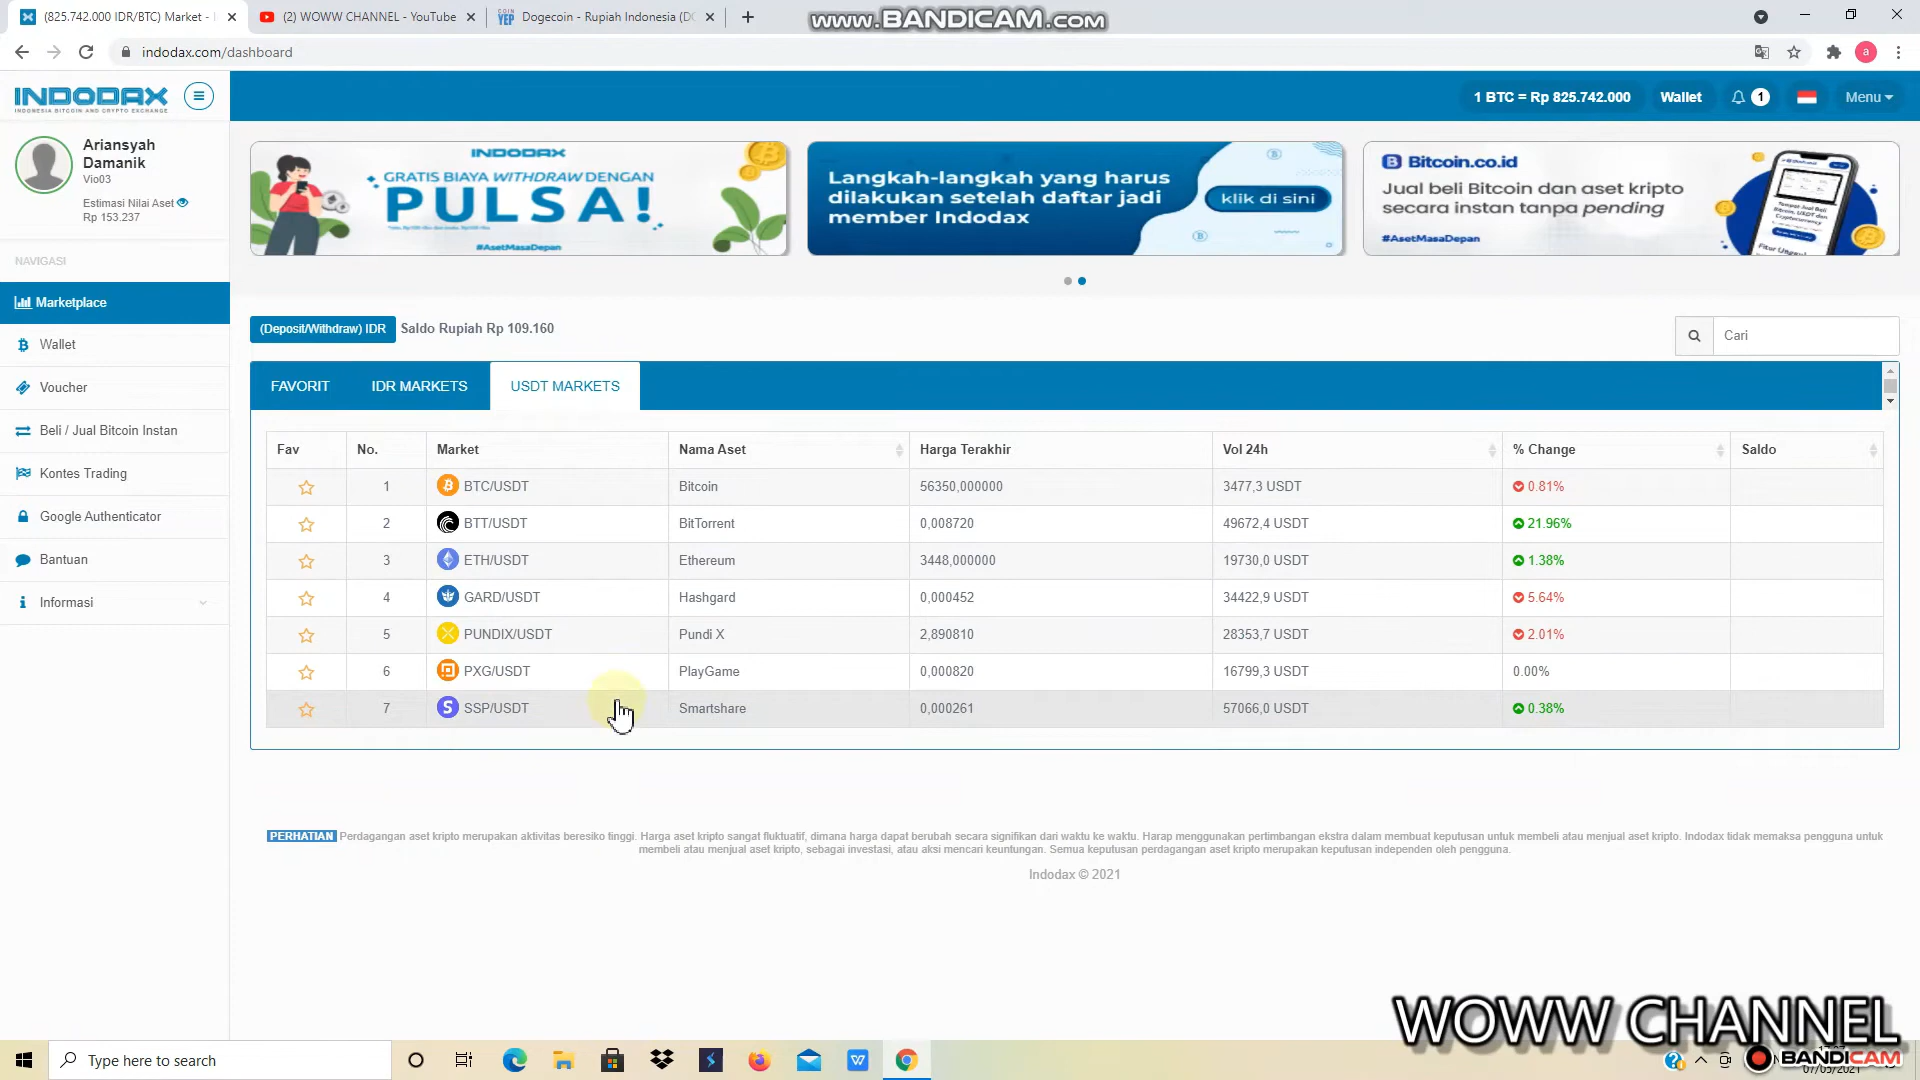 (825.742.000 IDR/BTC) Market -
(2) WOWW CHANNEL - YouTube
COIN YEP
Dogecoin - Rupiah Indonesia (DO
www.BANDICAM.com
indodax.com/dashboard
a
INDODAX
INDONESIA BITCOIN AND CRYPTO EXCHANGE
1 BTC = Rp 825.742.000
Wallet
1
Menu
Ariansyah
Damanik
Vio03
Estimasi Nilai Aset
Rp 153.237
NAVIGASI
Marketplace
Wallet
Voucher
Beli / Jual Bitcoin Instan
Kontes Trading
Google Authenticator
Bantuan
Informasi
INDODAX
GRATIS BIAYA WITHDRAW DENGAN
PULSA!
#AsetMasaDepan
Langkah-langkah yang harus
dilakukan setelah daftar jadi
member Indodax
klik di sini
Bitcoin.co.id
Jual beli Bitcoin dan aset kripto
secara instan tanpa pending
#AsetMasaDepan
(Deposit/Withdraw) IDR Saldo Rupiah Rp 109.160
Cari
FAVORIT IDR MARKETS USDT MARKETS
Fav No. Market Nama Aset Harga Terakhir Vol 24h % Change Saldo
1 BTC/USDT Bitcoin 56350,000000 3477,3 USDT 0.81%
2 BTT/USDT BitTorrent 0,008720 49672,4 USDT 21.96%
3 ETH/USDT Ethereum 3448,000000 19730,0 USDT 1.38%
4 GARD/USDT Hashgard 0,000452 34422,9 USDT 5.64%
5 PUNDIX/USDT Pundi X 2,890810 28353,7 USDT 2.01%
6 PXG/USDT PlayGame 0,000820 16799,3 USDT 0.00%
7 SSP/USDT Smartshare 0,000261 57066,0 USDT 0.38%
PERHATIAN Perdagangan aset kripto merupakan aktivitas beresiko tinggi. Harga aset kripto sangat fluktuatif, dimana harga dapat berubah secara signifikan dari waktu ke waktu. Harap menggunakan pertimbangan ekstra dalam membuat keputusan untuk membeli atau menjual aset kripto. Indodax tidak memaksa pengguna untuk
membeli atau menjual aset kripto, sebagai investasi, atau aksi mencari keuntungan. Semua keputusan perdagangan aset kripto merupakan keputusan independen oleh pengguna.
Indodax © 2021
WOWW CHANNEL
Type here to search
BANDICAM
07/05/2021